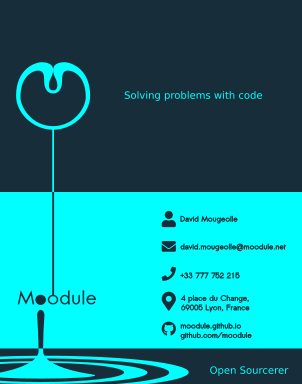 Solving problems with code
David Mougeolle
david.mougeolle@moodule.net
+33 777 752 215
Moodule
4 place du Change,
69005 Lyon, France
moodule.github.io
github.com/moodule
Open Sourcerer